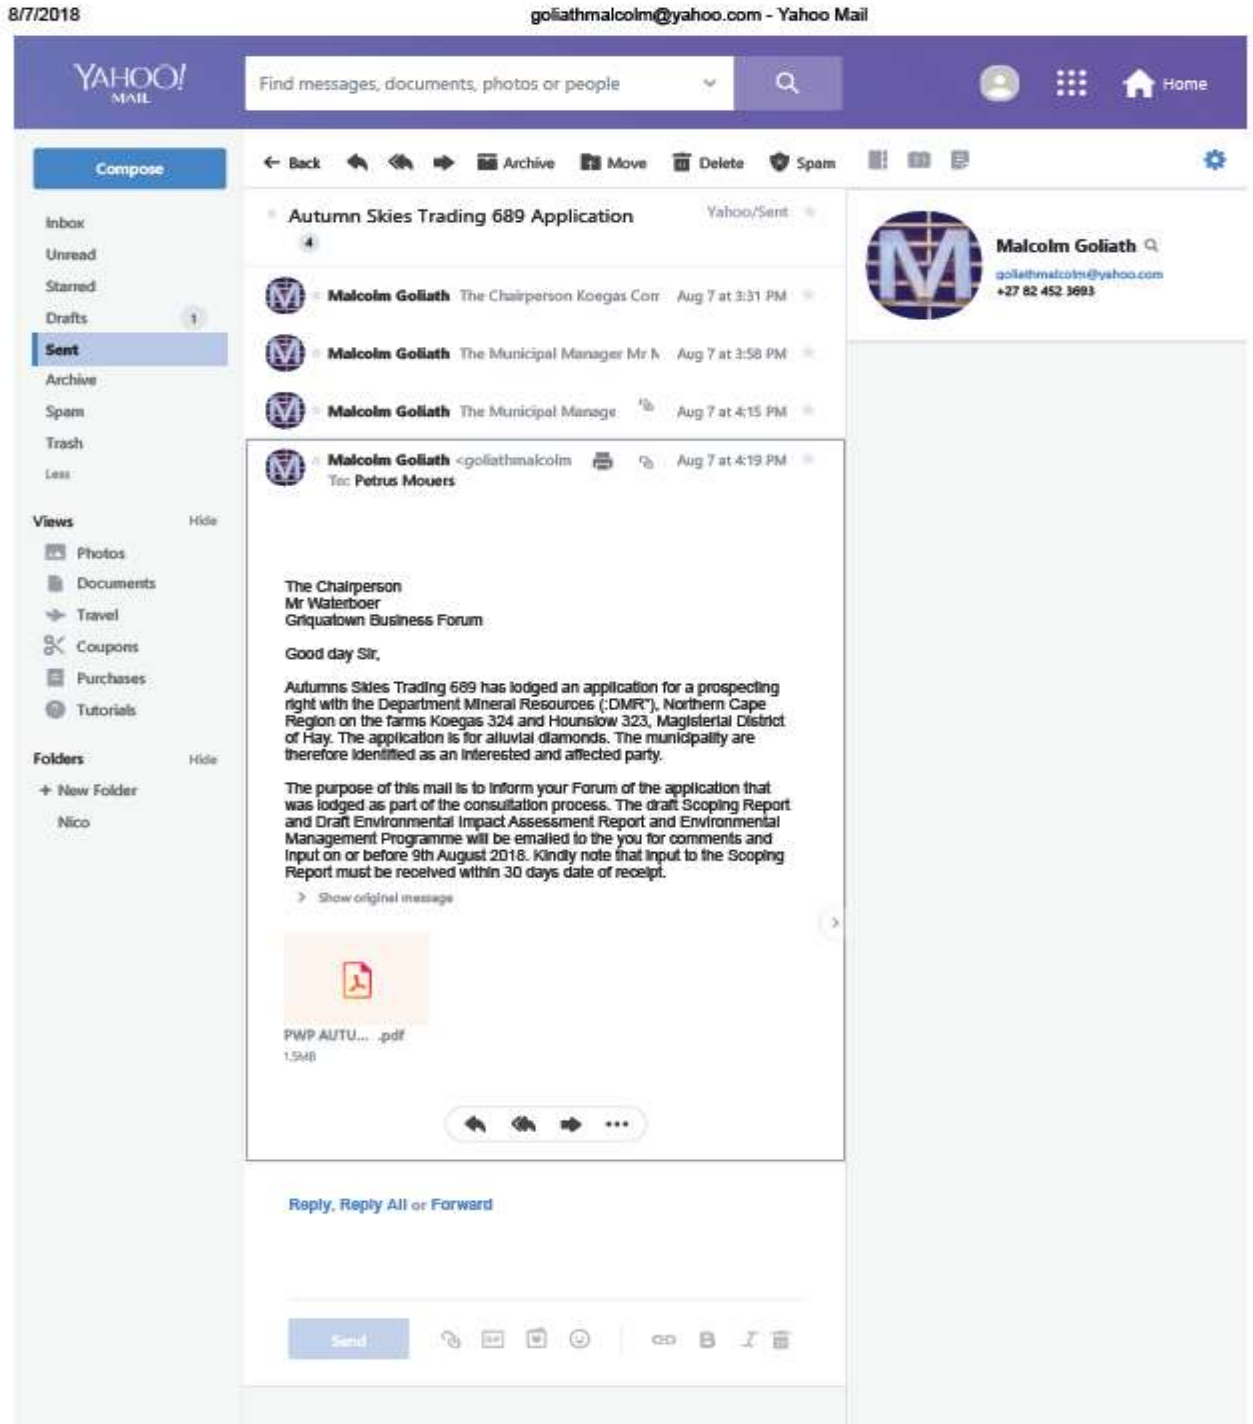 8/7/2018
goliathmalcolm@yahoo.com - Yahoo Mail
YAHOO!
MAIL
Find messages, documents, photos or people
Home
Compose
Back
Archive
Move
Delete
Spam
Inbox
Unread
Starred
Drafts
1
Sent
Archive
Spam
Trash
Less
Views
Hide
Photos
Documents
Travel
Coupons
Purchases
Tutorials
Folders
Hide
+ New Folder
Nico
Autumn Skies Trading 689 Application
Yahoo/Sent
4
Malcolm Goliath The Chairperson Koegas Com Aug 7 at 3:31 PM
Malcolm Goliath The Municipal Manager Mr M Aug 7 at 3:58 PM
Malcolm Goliath The Municipal Manage Aug 7 at 4:15 PM
Malcolm Goliath <goliathmalcolm Aug 7 at 4:19 PM
To: Petrus Mouers
The Chairperson
Mr Waterboer
Griquatown Business Forum
Good day Sir,
Autumns Skies Trading 689 has lodged an application for a prospecting
right with the Department Mineral Resources (:DMR"), Northern Cape
Region on the farms Koegas 324 and Hounslow 323, Magisterial District
of Hay. The application is for alluvial diamonds. The municipality are
therefore identified as an interested and affected party.
The purpose of this mail is to inform your Forum of the application that
was lodged as part of the consultation process. The draft Scoping Report
and Draft Environmental Impact Assessment Report and Environmental
Management Programme will be emailed to the you for comments and
input on or before 9th August 2018. Kindly note that input to the Scoping
Report must be received within 30 days date of receipt.
Show original message
PWP AUTU... .pdf
1.5MB
Reply, Reply All or Forward
Send
GIF
B
I
Malcolm Goliath
goliathmalcolm@yahoo.com
+27 82 452 3693